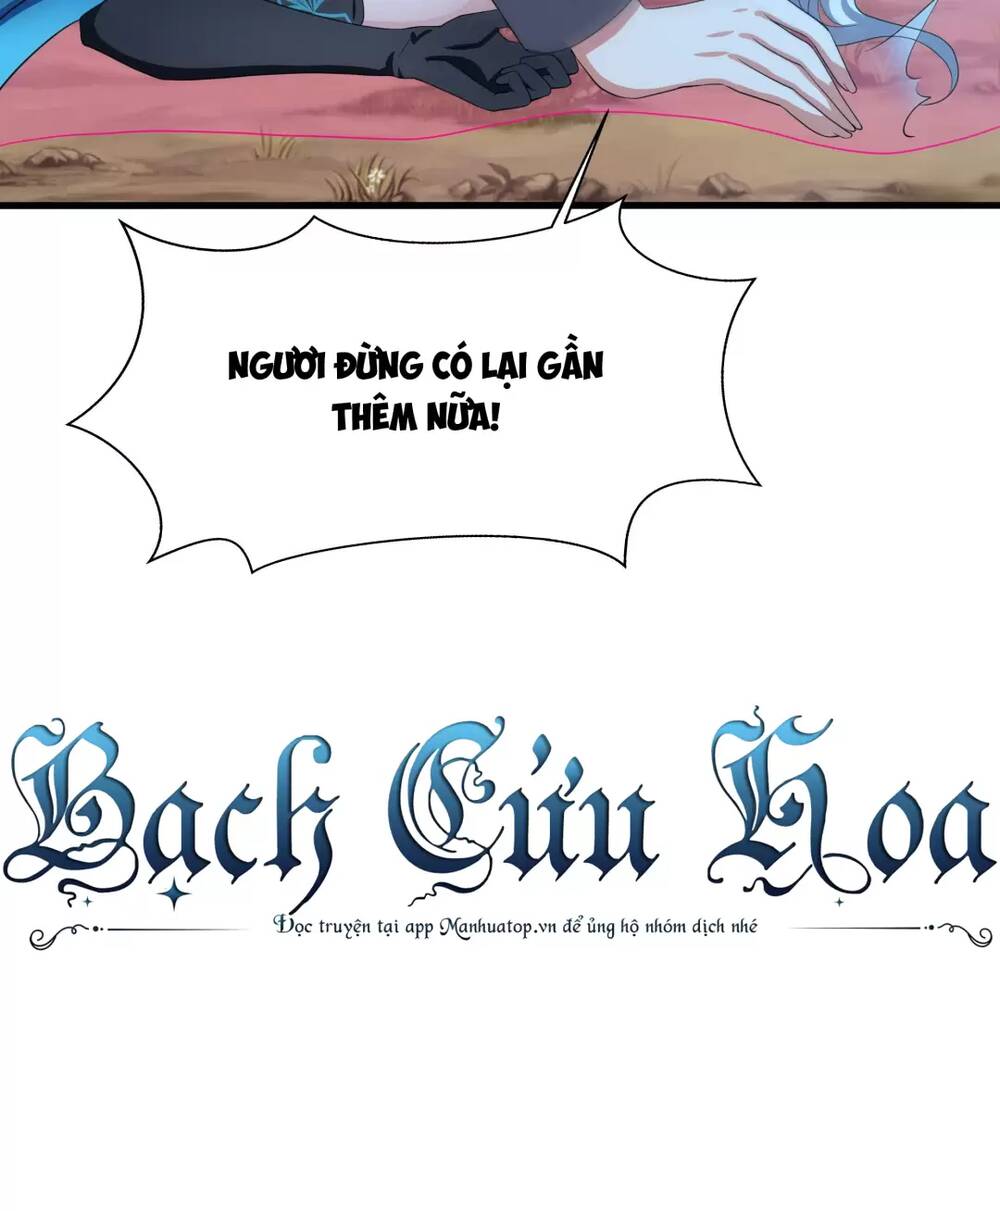 NGƯƠI ĐỪNG CÓ LẠI GẦN
THÊM NỮA!
Bạch Cửu Hoa
Đọc truyện tại app Manhuatop.vn để ủng hộ nhóm dịch nhé